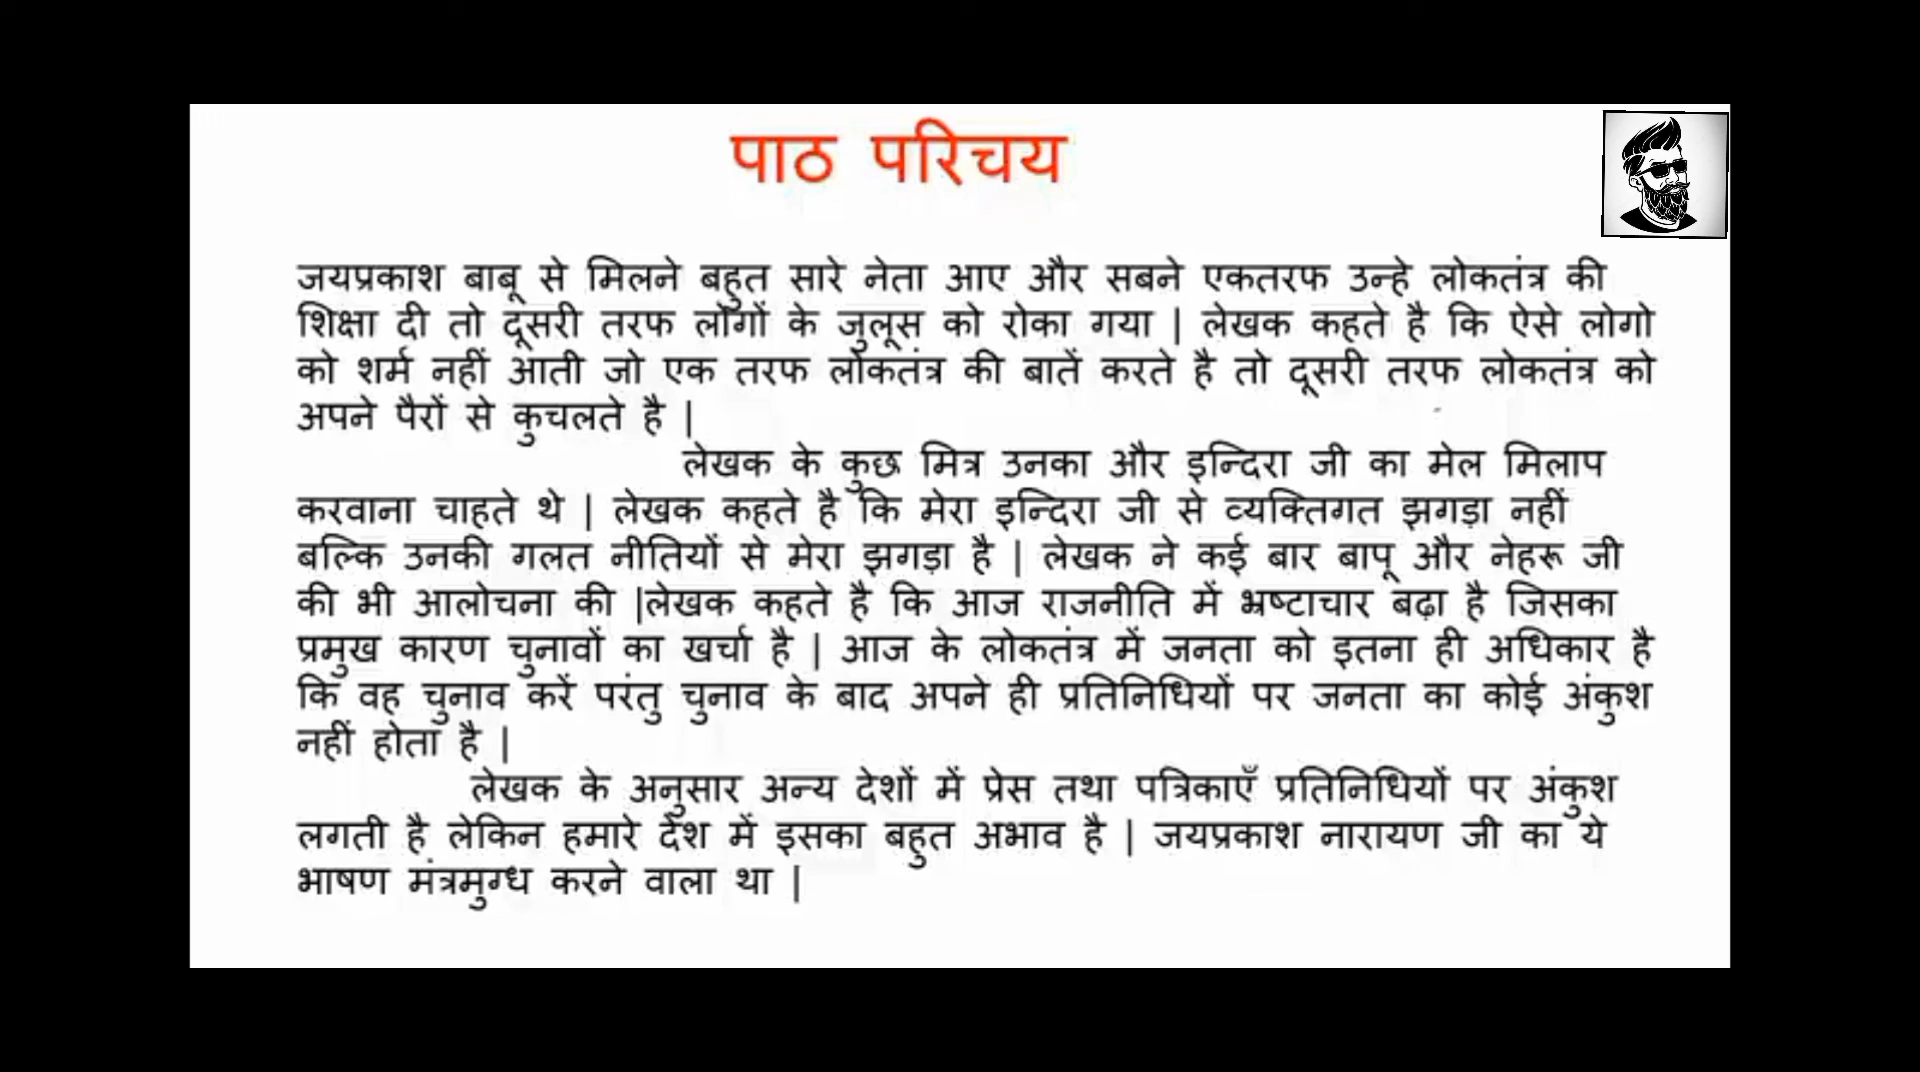 पाठ परिचय
जयप्रकाश बाबू से मिलने बहुत सारे नेता आए और सबने एकतरफ उन्हे लोकतंत्र की
शिक्षा दी तो दूसरी तरफ लोगों के जुलूस को रोका गया | लेखक कहते है कि ऐसे लोगो
को शर्म नहीं आती जो एक तरफ लोकतंत्र की बातें करते है तो दूसरी तरफ लोकतंत्र को
अपने पैरों से कुचलते है |
लेखक के कुछ मित्र उनका और इन्दिरा जी का मेल मिलाप
करवाना चाहते थे | लेखक कहते है कि मेरा इन्दिरा जी से व्यक्तिगत झगड़ा नहीं
बल्कि उनकी गलत नीतियों से मेरा झगड़ा है | लेखक ने कई बार बापू और नेहरू जी
की भी आलोचना की |लेखक कहते है कि आज राजनीति में भ्रष्टाचार बढ़ा है जिसका
प्रमुख कारण चुनावों का खर्चा है | आज के लोकतंत्र में जनता को इतना ही अधिकार है
कि वह चुनाव करें परंतु चुनाव के बाद अपने ही प्रतिनिधियों पर जनता का कोई अंकुश
नहीं होता है |
लेखक के अनुसार अन्य देशों में प्रेस तथा पत्रिकाएँ प्रतिनिधियों पर अंकुश
लगती है लेकिन हमारे देश में इसका बहुत अभाव है | जयप्रकाश नारायण जी का ये
भाषण मंत्रमुग्ध करने वाला था |